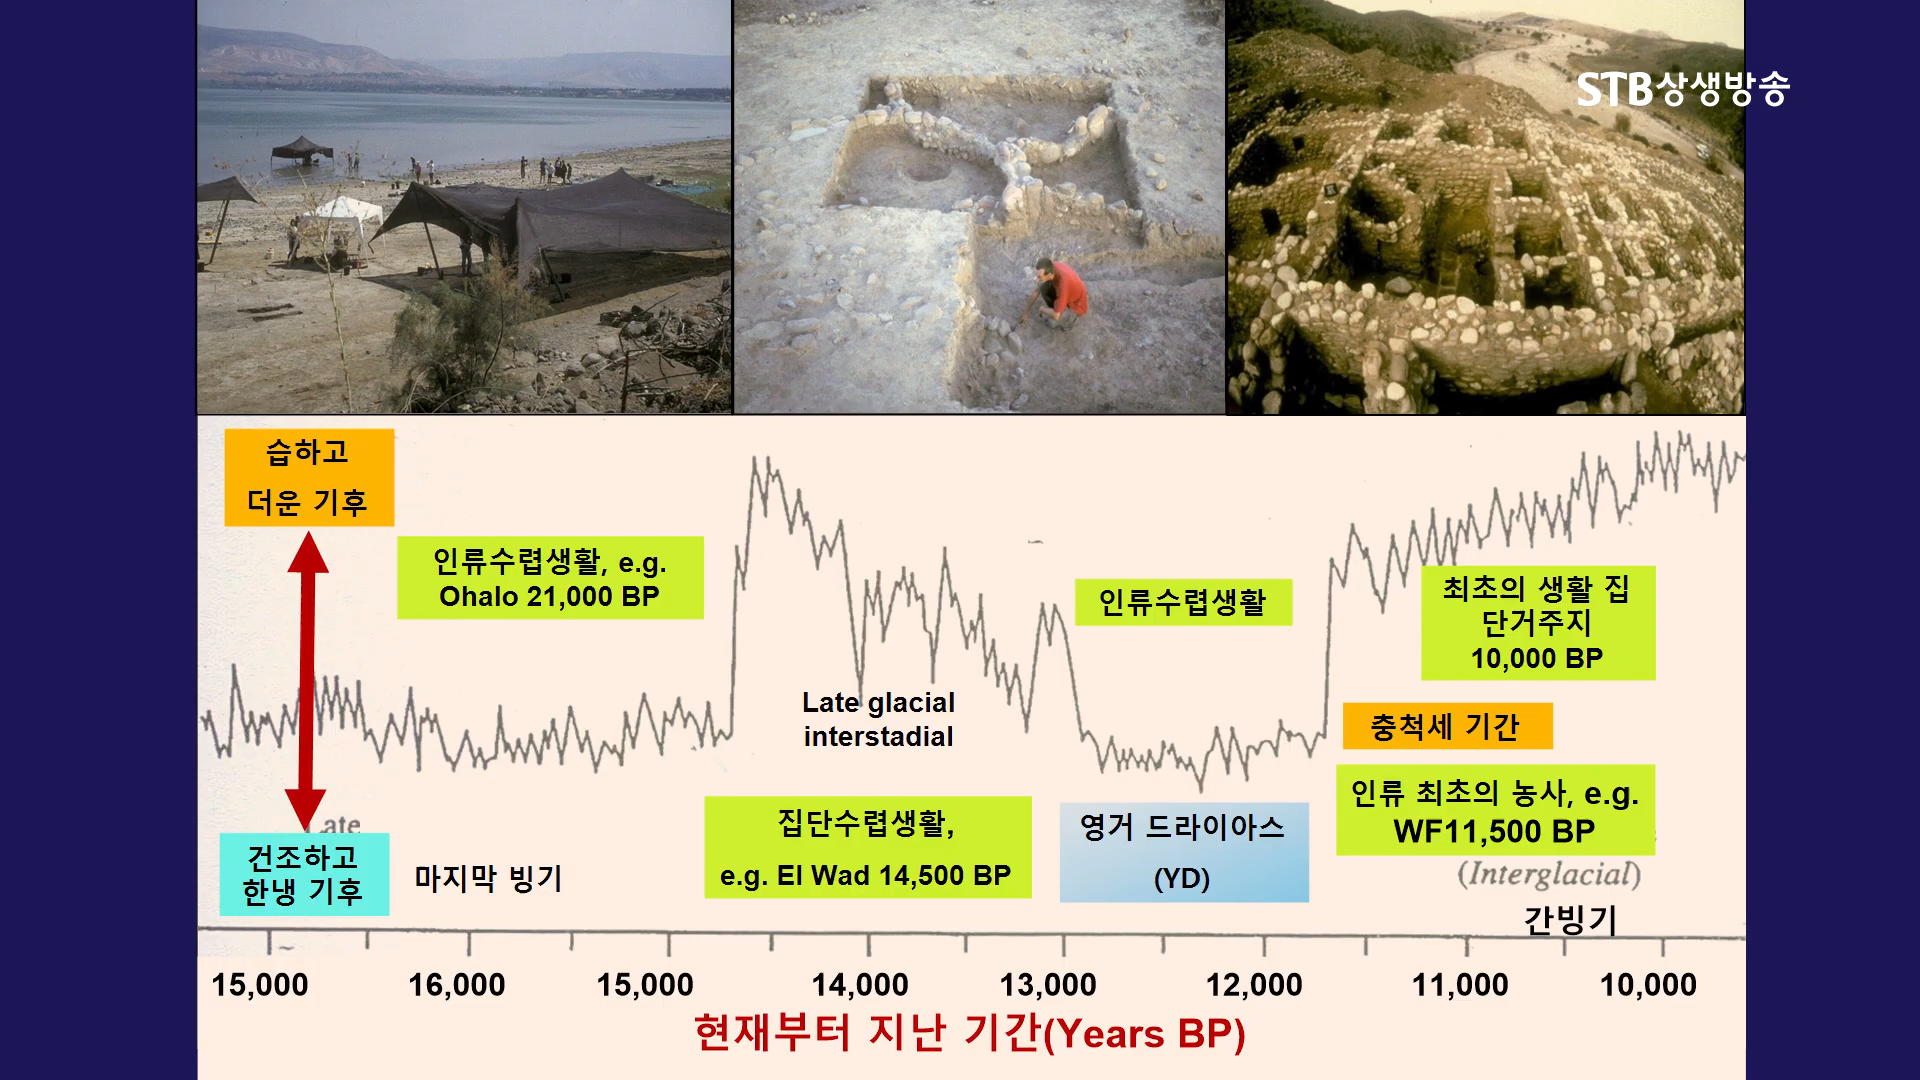 STB상생방송
습하고
더운 기후
인류수렵생활, e.g.
Ohalo 21,000 BP
인류수렵생활
최초의 생활 집
단거주지
10,000 BP
Late glacial
interstadial
충척세 기간
인류 최초의 농사, e.g.
WF11,500 BP
집단수렵생활,
e.g. El Wad 14,500 BP
영거 드라이아스
(YD)
Late
건조하고
한냉 기후
마지막 빙기
(Interglacial)
간빙기
15,000 16,000 15,000 14,000 13,000 12,000 11,000 10,000
현재부터 지난 기간(Years BP)